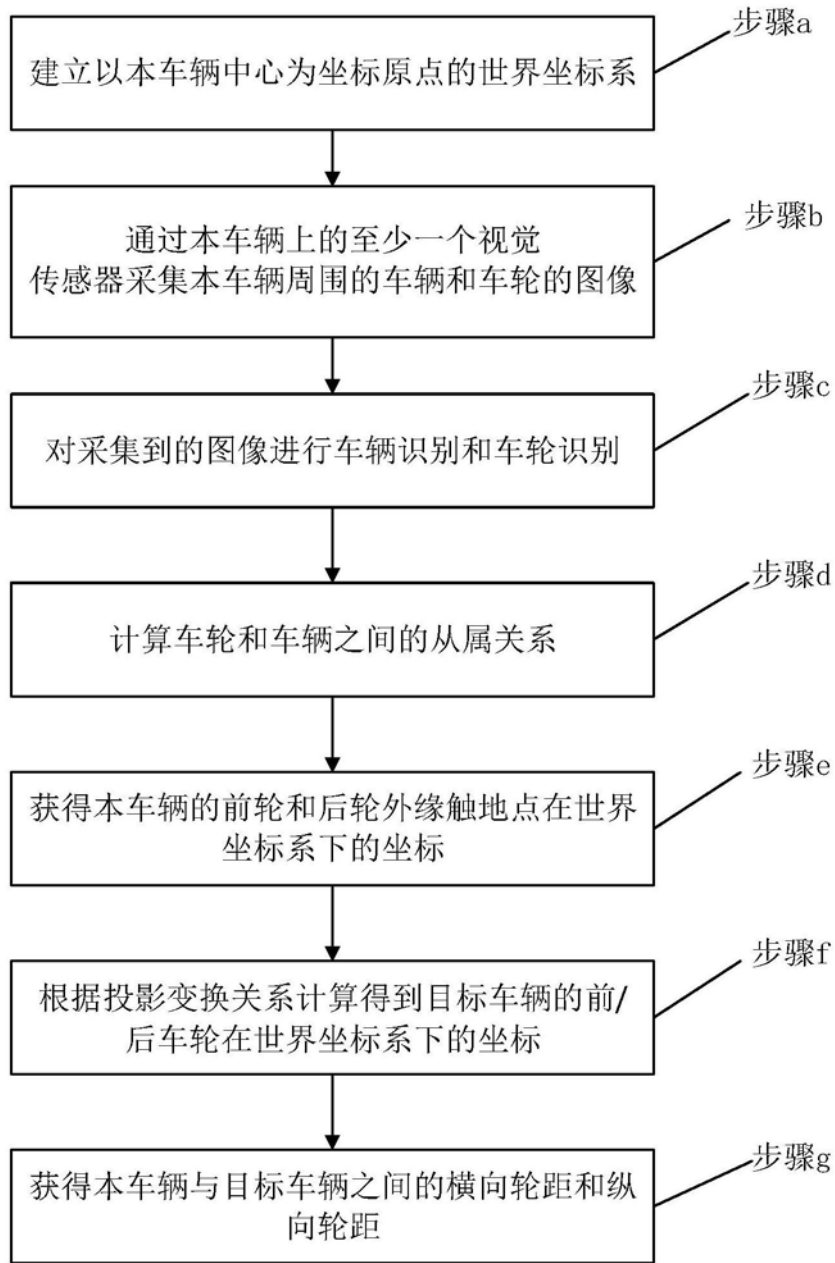 步骤a
建立以本车辆中心为坐标原点的世界坐标系
步骤b
通过本车辆上的至少一个视觉
传感器采集本车辆周围的车辆和车轮的图像
步骤c
对采集到的图像进行车辆识别和车轮识别
步骤d
计算车轮和车辆之间的从属关系
步骤e
获得本车辆的前轮和后轮外缘触地点在世界
坐标系下的坐标
步骤f
根据投影变换关系计算得到目标车辆的前/
后车轮在世界坐标系下的坐标
步骤g
获得本车辆与目标车辆之间的横向轮距和纵
向轮距